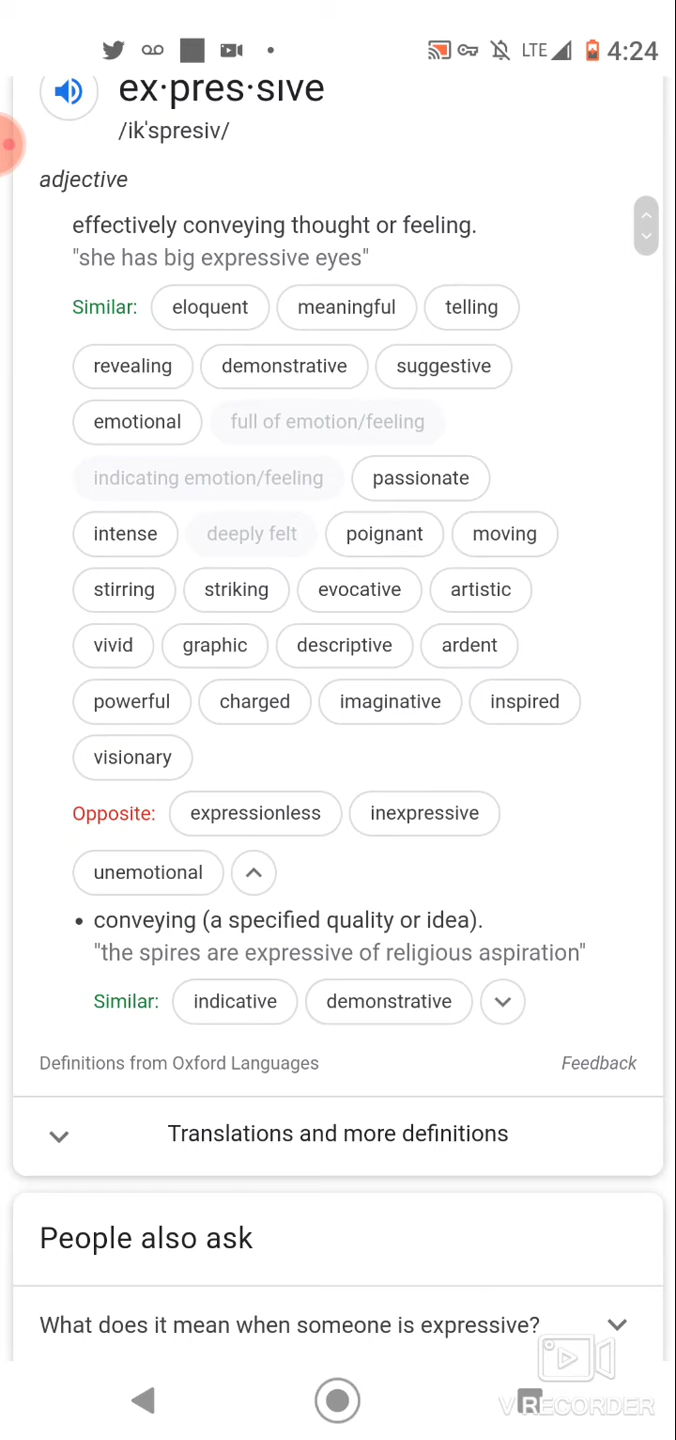 LTE 4:24
ex·pres·sive
/ik'spresiv/
adjective
effectively conveying thought or feeling.
"she has big expressive eyes"
Similar: eloquent meaningful telling
revealing demonstrative suggestive
emotional full of emotion/feeling
indicating emotion/feeling passionate
intense deeply felt poignant moving
stirring striking evocative artistic
vivid graphic descriptive ardent
powerful charged imaginative inspired
visionary
Opposite: expressionless inexpressive
unemotional
• conveying (a specified quality or idea).
"the spires are expressive of religious aspiration"
Similar: indicative demonstrative
Definitions from Oxford Languages Feedback
Translations and more definitions
People also ask
What does it mean when someone is expressive?
VRECORDER